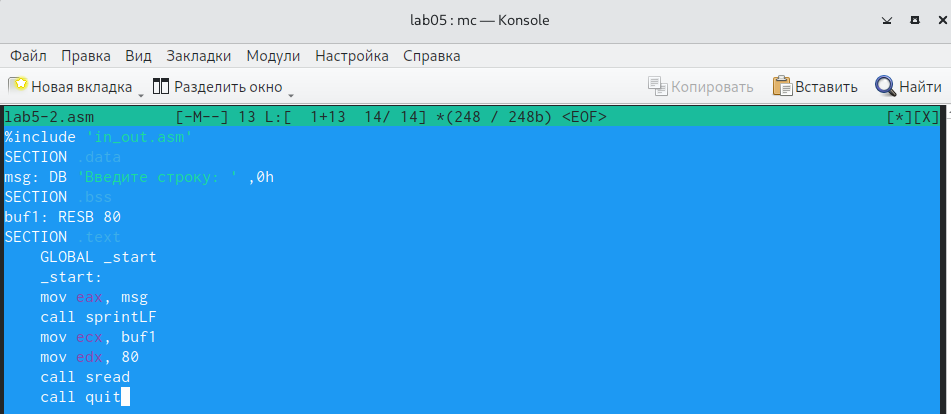 lab05 : mc — Konsole
Файл Правка Вид Закладки Модули Настройка Справка
Новая вкладка Разделить окно Копировать Вставить Найти
lab5-2.asm [-M--] 13 L:[ 1+13 14/ 14] *(248 / 248b) <EOF> [*][X]
%include 'in_out.asm'
SECTION .data
msg: DB 'Введите строку: ' ,0h
SECTION .bss
buf1: RESB 80
SECTION .text
GLOBAL _start
_start:
mov eax, msg
call sprintLF
mov ecx, buf1
mov edx, 80
call sread
call quit